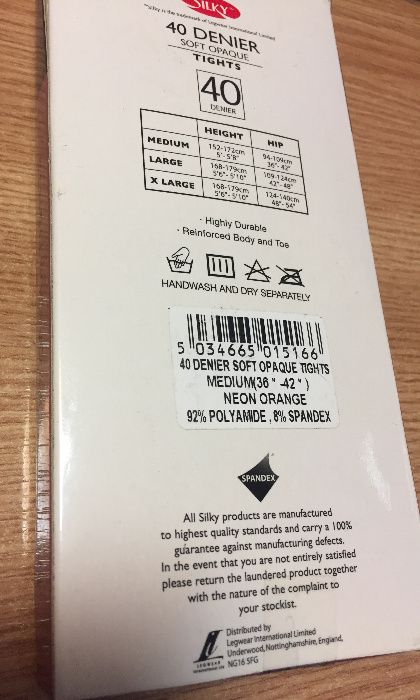 SILKY™
"Silky is the trademark of Legwear International Limited
40 DENIER
SOFT OPAQUE
TIGHTS
40
DENIER
HEIGHT HIP
MEDIUM 152-172cm 5'-5'8" 94-109cm 36"-42"
LARGE 168-179cm 5'6"-5'10" 109-124cm 42"-48"
X LARGE 168-179cm 5'6"-5'10" 124-140cm 48"-54"
· Highly Durable
· Reinforced Body and Toe
HANDWASH AND DRY SEPARATELY
5 034665 015166
40 DENIER SOFT OPAQUE TIGHTS
MEDIUM(36 " -42 " )
NEON ORANGE
92% POLYAMIDE , 8% SPANDEX
SPANDEX
All Silky products are manufactured
to highest quality standards and carry a 100%
guarantee against manufacturing defects.
In the event that you are not entirely satisfied
please return the laundered product together
with the nature of the complaint to
your stockist.
Distributed by
Legwear International Limited
Underwood, Nottinghamshire, England,
NG16 5FG
LEGWEAR
INTERNATIONAL LTD